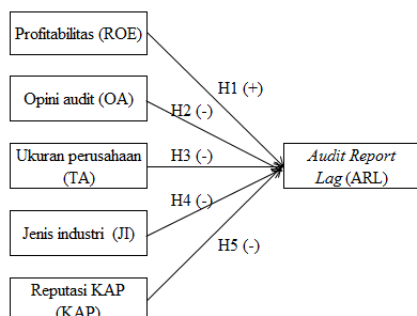 Profitabilitas (ROE)
H1 (+)
Opini audit (OA)
H2 (-)
Ukuran perusahaan
(TA)
H3 (-)
Audit Report
Lag (ARL)
H4 (-)
Jenis industri (JI)
H5 (-)
Reputasi KAP
(KAP)